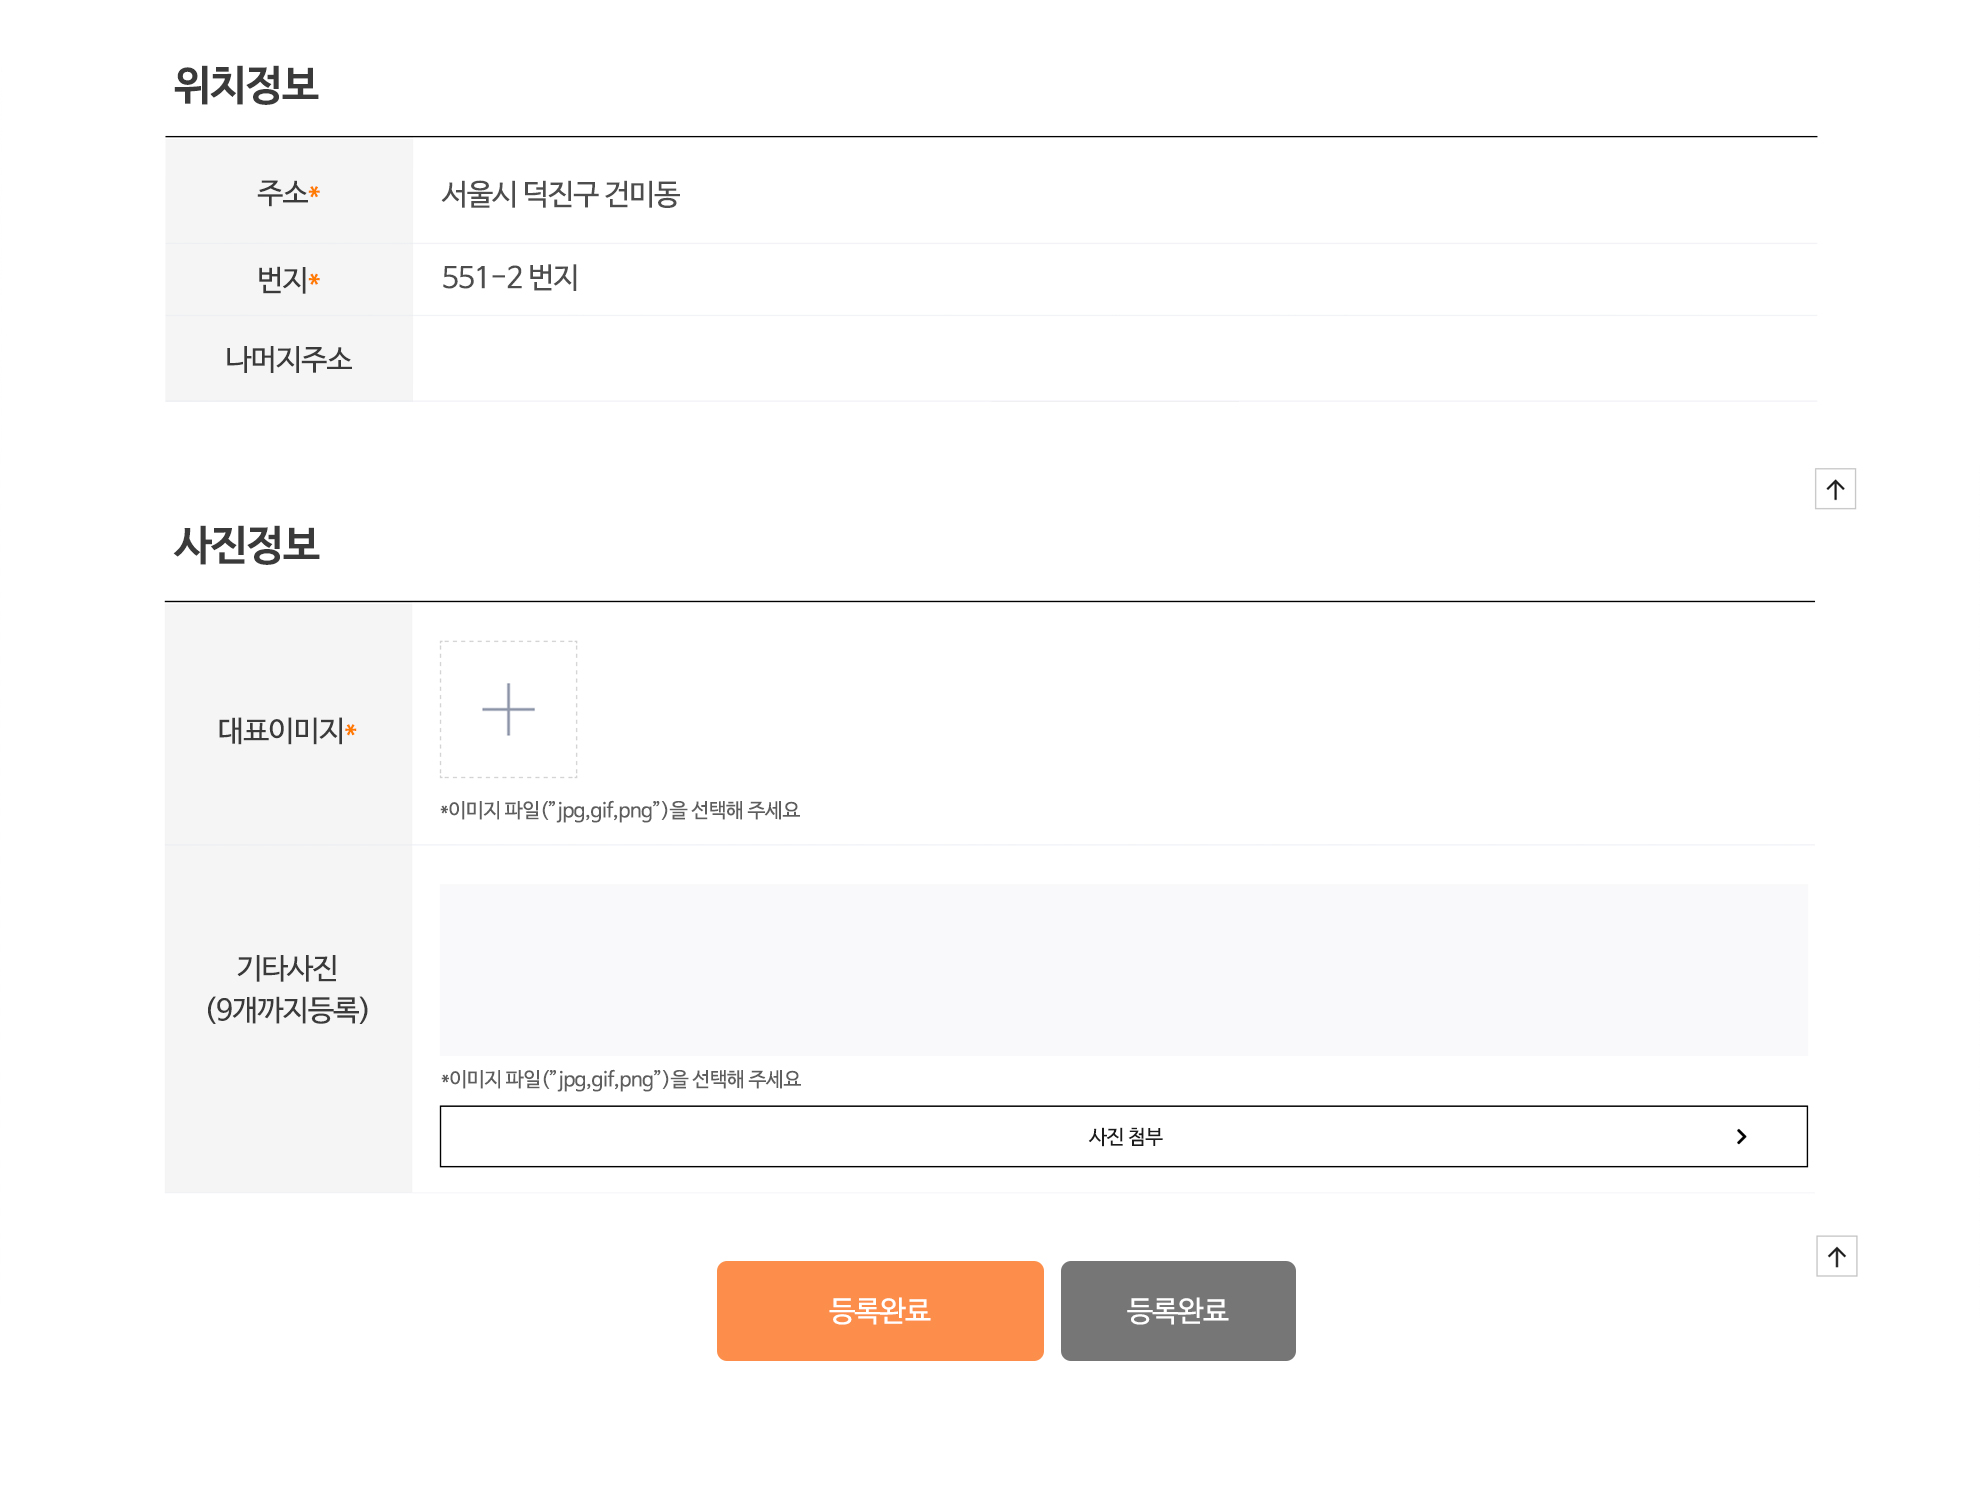 위치정보
주소*
서울시 덕진구 건미동
번지*
551-2 번지
나머지주소
사진정보
대표이미지*
*이미지 파일("jpg,gif,png")을 선택해 주세요
기타사진
(9개까지등록)
*이미지 파일("jpg,gif,png")을 선택해 주세요
사진 첨부
등록완료
등록완료